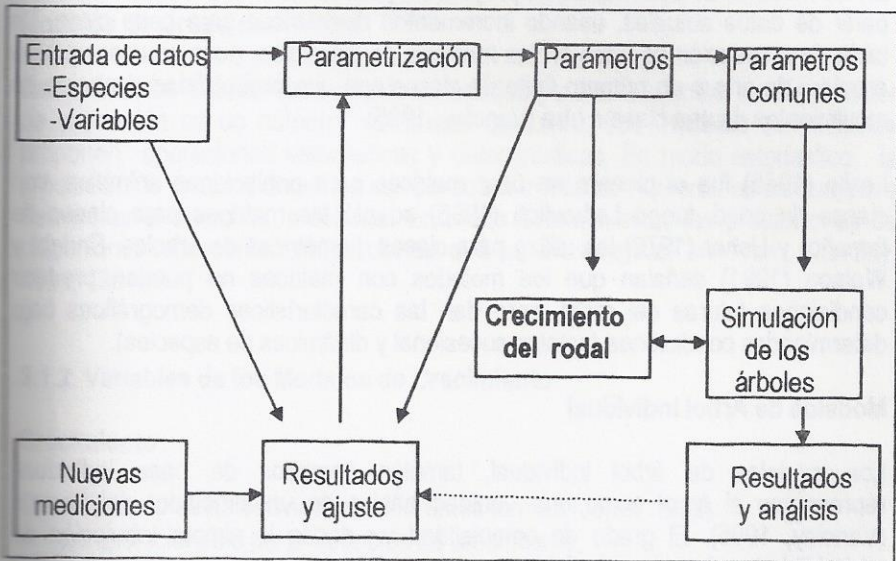 Entrada de datos
-Especies
-Variables
Parametrización
Parámetros
Parámetros
comunes
Crecimiento
del rodal
Simulación
de los
árboles
Nuevas
mediciones
Resultados
y ajuste
Resultados
y análisis